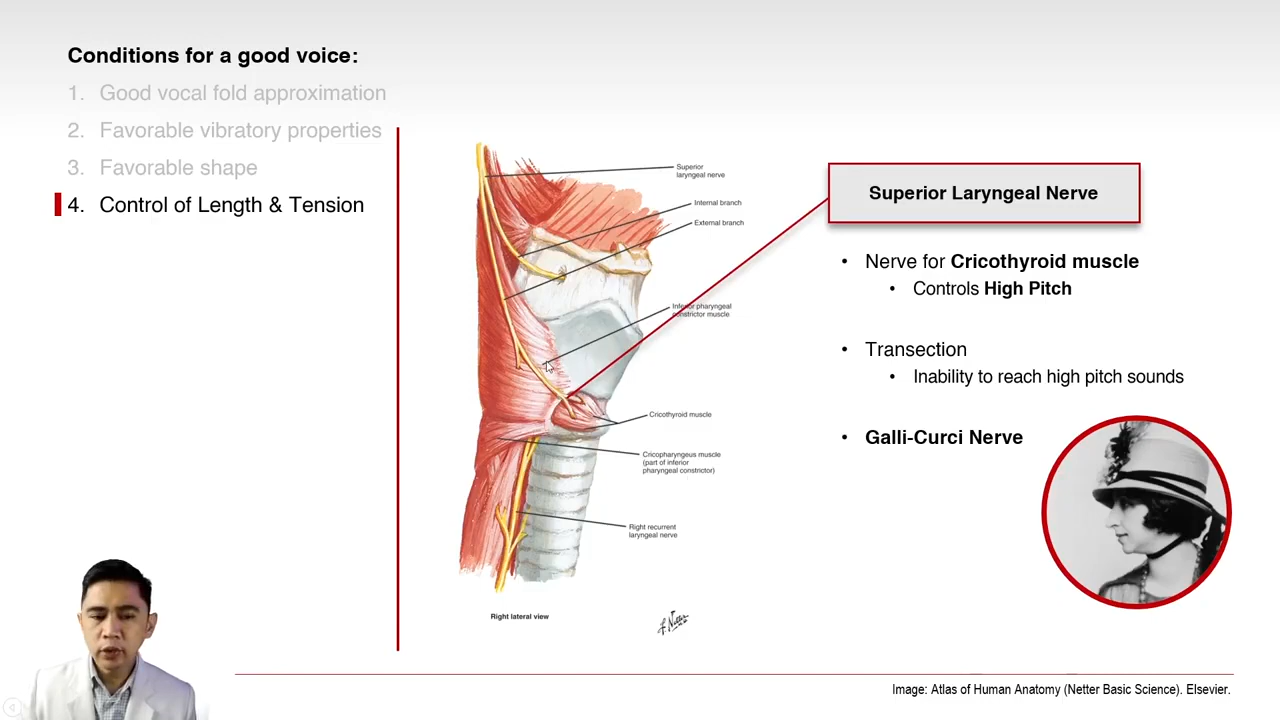 Conditions for a good voice:
1. Good vocal fold approximation
2. Favorable vibratory properties
3. Favorable shape
4. Control of Length & Tension
Superior
laryngeal nerve
Internal branch
External branch
Inferior pharyngeal
constrictor muscle
Cricothyroid muscle
Cricopharyngeus muscle
(part of inferior
pharyngeal constrictor)
Right recurrent
laryngeal nerve
Right lateral view
F. Netter
Superior Laryngeal Nerve
• Nerve for Cricothyroid muscle
• Controls High Pitch
• Transection
• Inability to reach high pitch sounds
• Galli-Curci Nerve
Image: Atlas of Human Anatomy (Netter Basic Science). Elsevier.